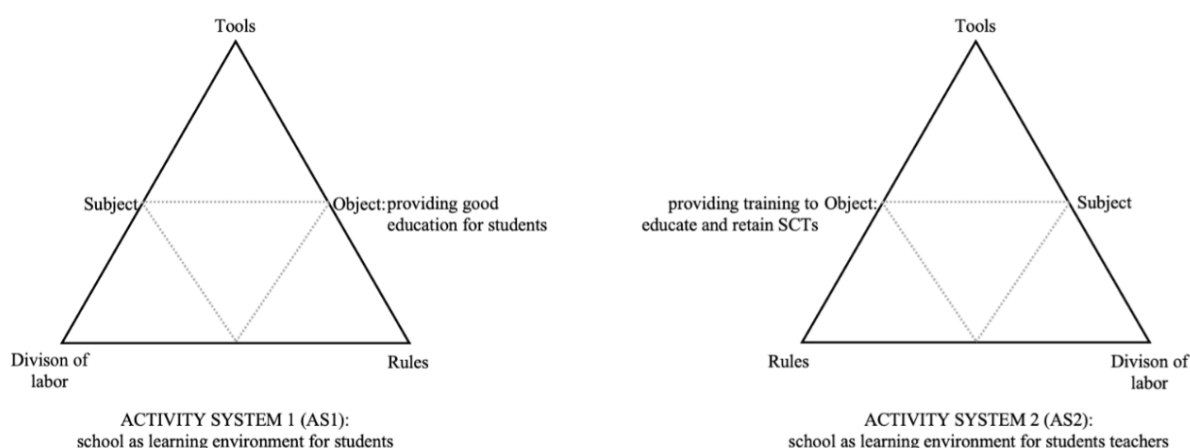 Tools
Subject
Object: providing good
education for students
Divison of
labor
Rules
ACTIVITY SYSTEM 1 (AS1):
school as learning environment for students
Tools
providing training to Object:
educate and retain SCTs
Subject
Rules
Divison of
labor
ACTIVITY SYSTEM 2 (AS2):
school as learning environment for students teachers